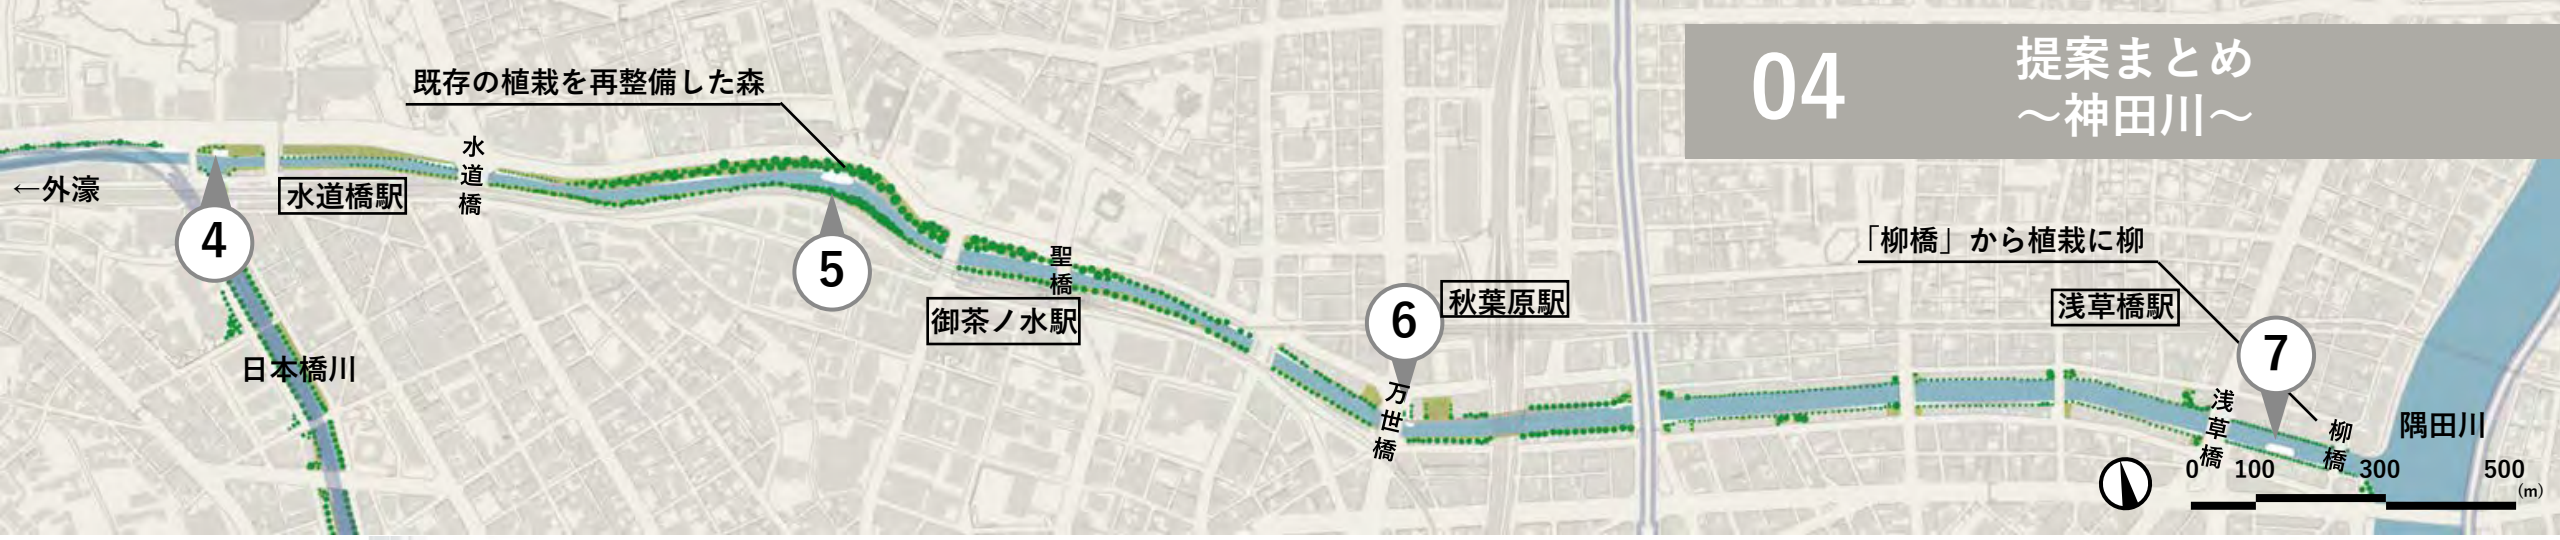 04
提案まとめ
～神田川～
既存の植栽を再整備した森
←外濠
水道橋駅
水道橋
4
5
日本橋川
聖橋
御茶ノ水駅
6
秋葉原駅
万世橋
「柳橋」から植栽に柳
浅草橋駅
7
浅草橋
柳橋
隅田川
0 100 300 500
(m)